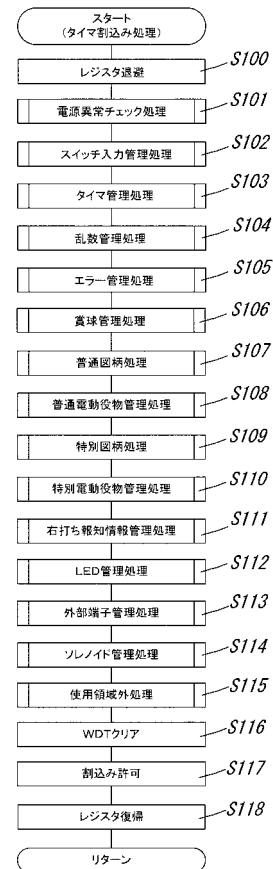 スタート
(タイマ割込み処理)
レジスタ退避
S100
電源異常チェック処理
S101
スイッチ入力管理処理
S102
タイマ管理処理
S103
乱数管理処理
S104
エラー管理処理
S105
賞球管理処理
S106
普通図柄処理
S107
普通電動役物管理処理
S108
特別図柄処理
S109
特別電動役物管理処理
S110
右打ち報知情報管理処理
S111
LED管理処理
S112
外部端子管理処理
S113
ソレノイド管理処理
S114
使用領域外処理
S115
WDTクリア
S116
割込み許可
S117
レジスタ復帰
S118
リターン